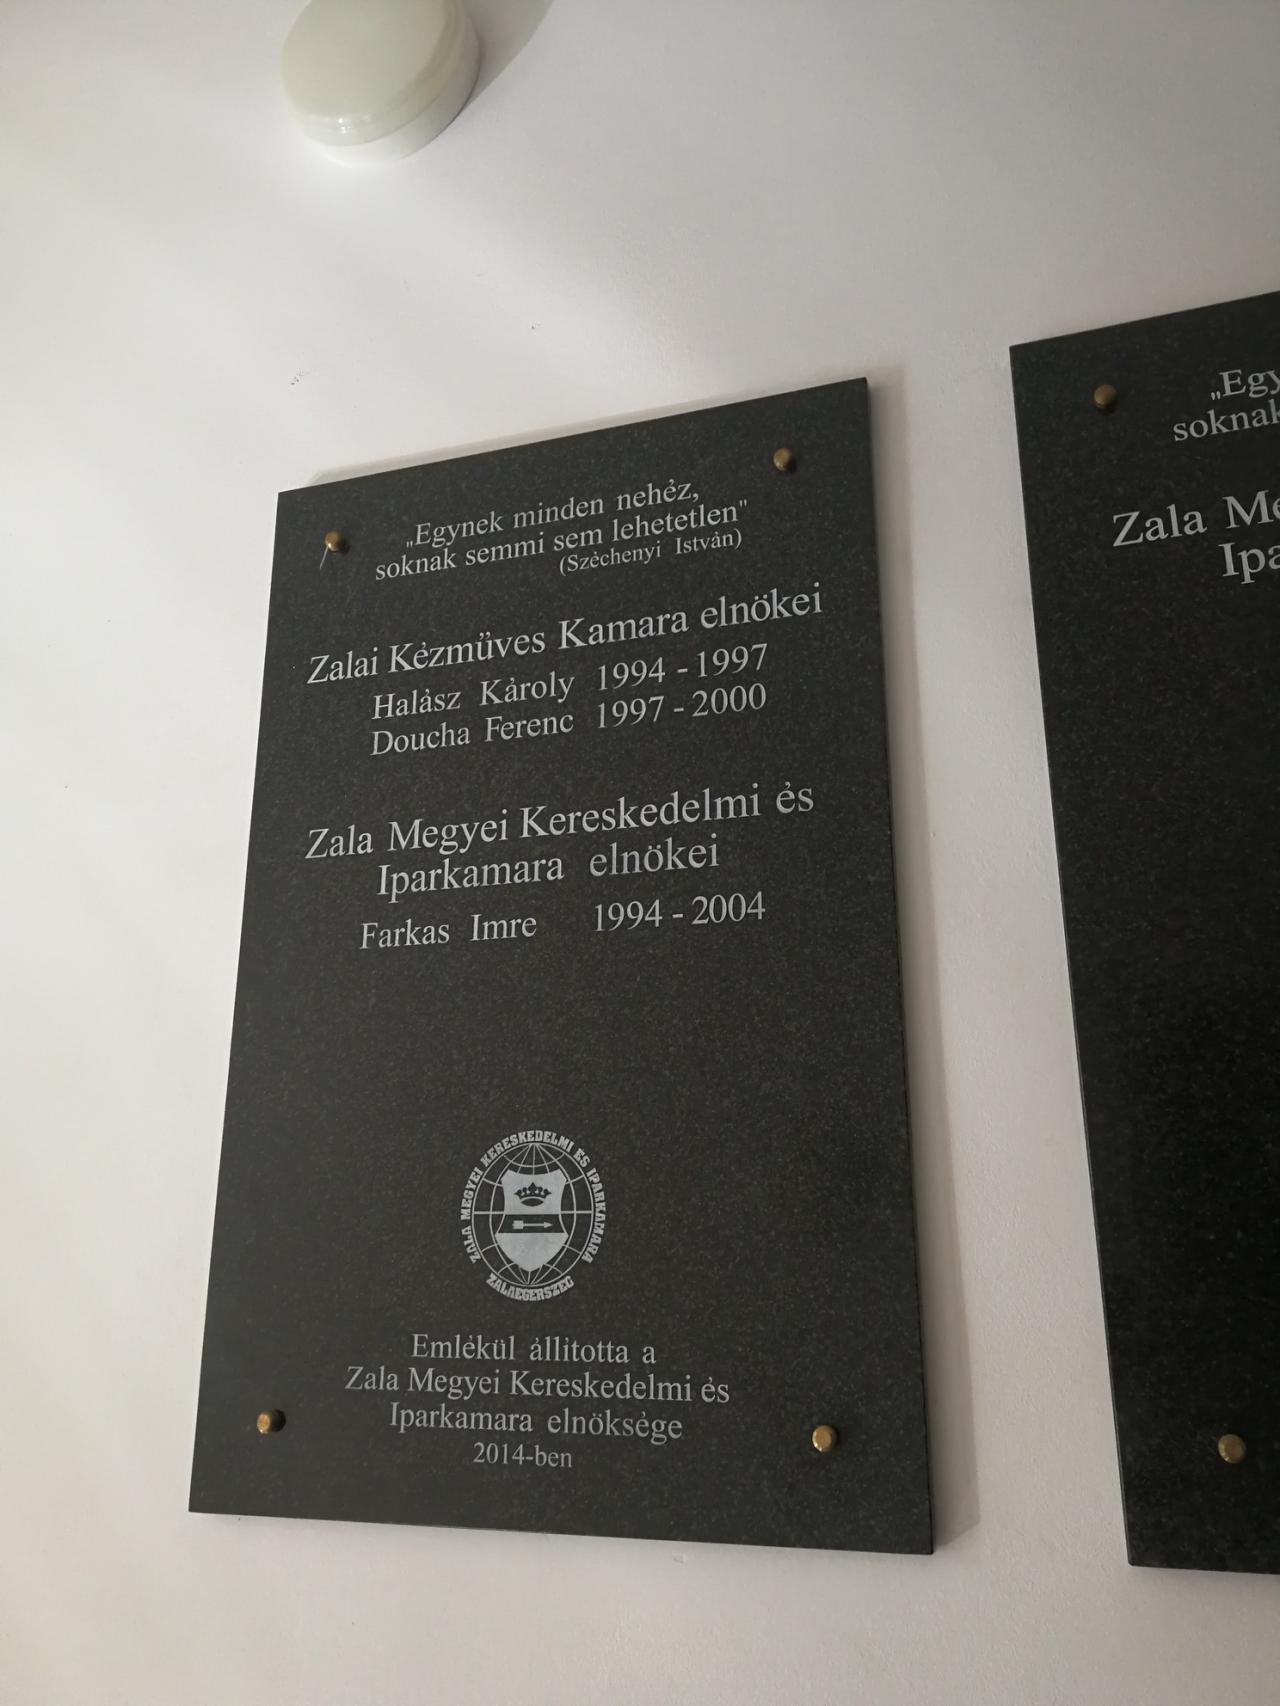 „Egynek minden nehéz,
soknak semmi sem lehetetlen"
(Széchenyi István)
Zalai Kézmüves Kamara elnökei
Halász Károly 1994 - 1997
Doucha Ferenc 1997 - 2000
Zala Megyei Kereskedelmi és
Iparkamara elnökei
Farkas Imre 1994 - 2004
ZALA MEGYEI KERESKEDELMI ÉS IPARKAMARA
ZALAEGERSZEG
Emlékül állította a
Zala Megyei Kereskedelmi és
Iparkamara elnöksége
2014-ben
„Egy
soknak
Zala Me
Ipa